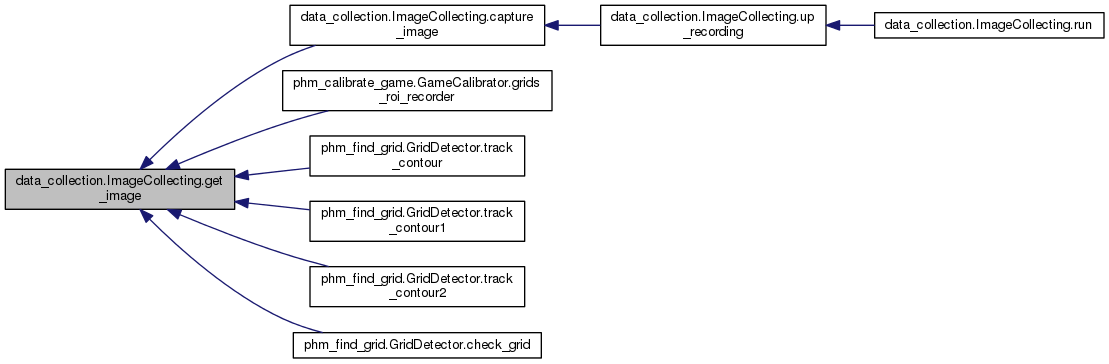 data_collection.ImageCollecting.capture
_image
data_collection.ImageCollecting.up
_recording
data_collection.ImageCollecting.run
phm_calibrate_game.GameCalibrator.grids
_roi_recorder
phm_find_grid.GridDetector.track
_contour
data_collection.ImageCollecting.get
_image
phm_find_grid.GridDetector.track
_contour1
phm_find_grid.GridDetector.track
_contour2
phm_find_grid.GridDetector.check_grid